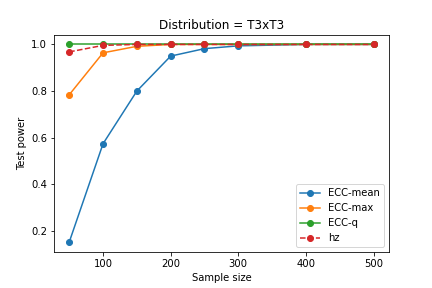 Distribution = T3xT3
Test power
1.0
0.8
0.6
0.4
0.2
100
200
300
400
500
Sample size
ECC-mean
ECC-max
ECC-q
hz